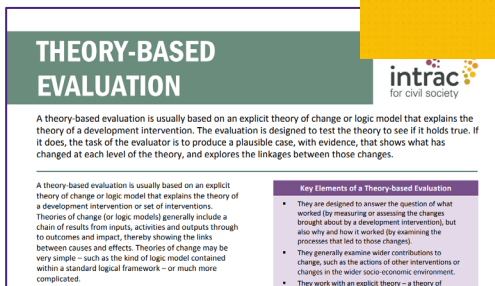 THEORY-BASED
EVALUATION
intrac
for civil society
A theory-based evaluation is usually based on an explicit theory of change or logic model that explains the
theory of a development intervention. The evaluation is designed to test the theory to see if it holds true. If
it does, the task of the evaluator is to produce a plausible case, with evidence, that shows what has
changed at each level of the theory, and explores the linkages between those changes.
A theory-based evaluation is usually based on an explicit
theory of change or logic model that explains the theory of
a development intervention or set of interventions.
Theories of change (or logic models) generally include a
chain of results from inputs, activities and outputs through
to outcomes and impact, thereby showing the links
between causes and effects. Theories of change may be
very simple – such as the kind of logic model contained
within a standard logical framework – or much more
complicated.
Key Elements of a Theory-based Evaluation
▪ They are designed to answer the question of what
worked (by measuring or assessing the changes
brought about by a development intervention), but
also why and how it worked (by examining the
processes that led to those changes).
▪ They generally examine wider contributions to
change, such as the actions of other interventions or
changes in the wider socio-economic environment.
▪ They work with an explicit theory – a theory of